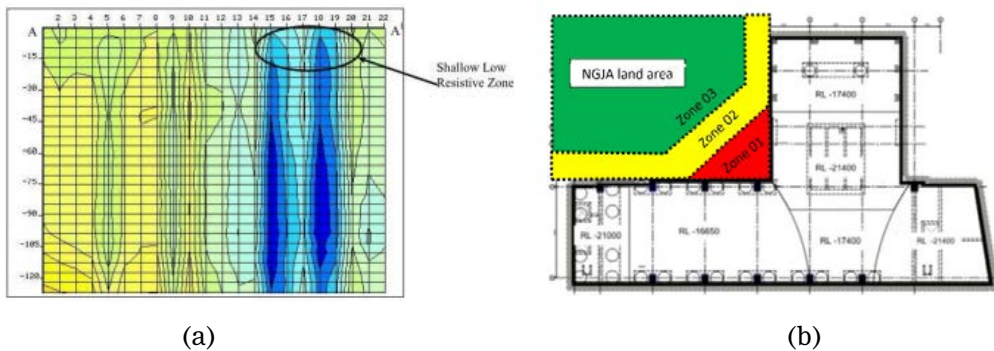 A 1 2 3 4 5 6 7 8 9 10 11 12 13 14 15 16 17 18 19 20 21 22 A'
-15
-30
-45
-60
-75
-90
-105
-120
Shallow Low
Resistive Zone
(a)
NGJA land area
Zone 03
Zone 02
Zone 01
RL -17400
RL -21400
RL -21000
RL -16650
RL -17400
RL -21400
(b)